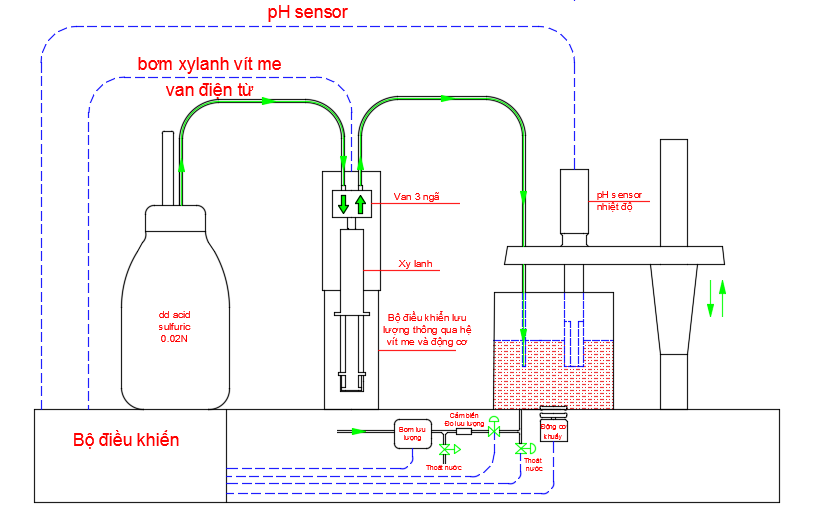 pH sensor
bơm xylanh vít me
van điện từ
Van 3 ngã
pH sensor
nhiệt độ
Xy lanh
dd acid
sulfuric
0.02N
Bộ điều khiển lưu
lượng thông qua hệ
vít me và động cơ
Bộ điều khiến
Bơm lưu
lượng
Cảm biến
Đo lưu lượng
Động cơ
khuấy
Thoát nước
Thoát
nước